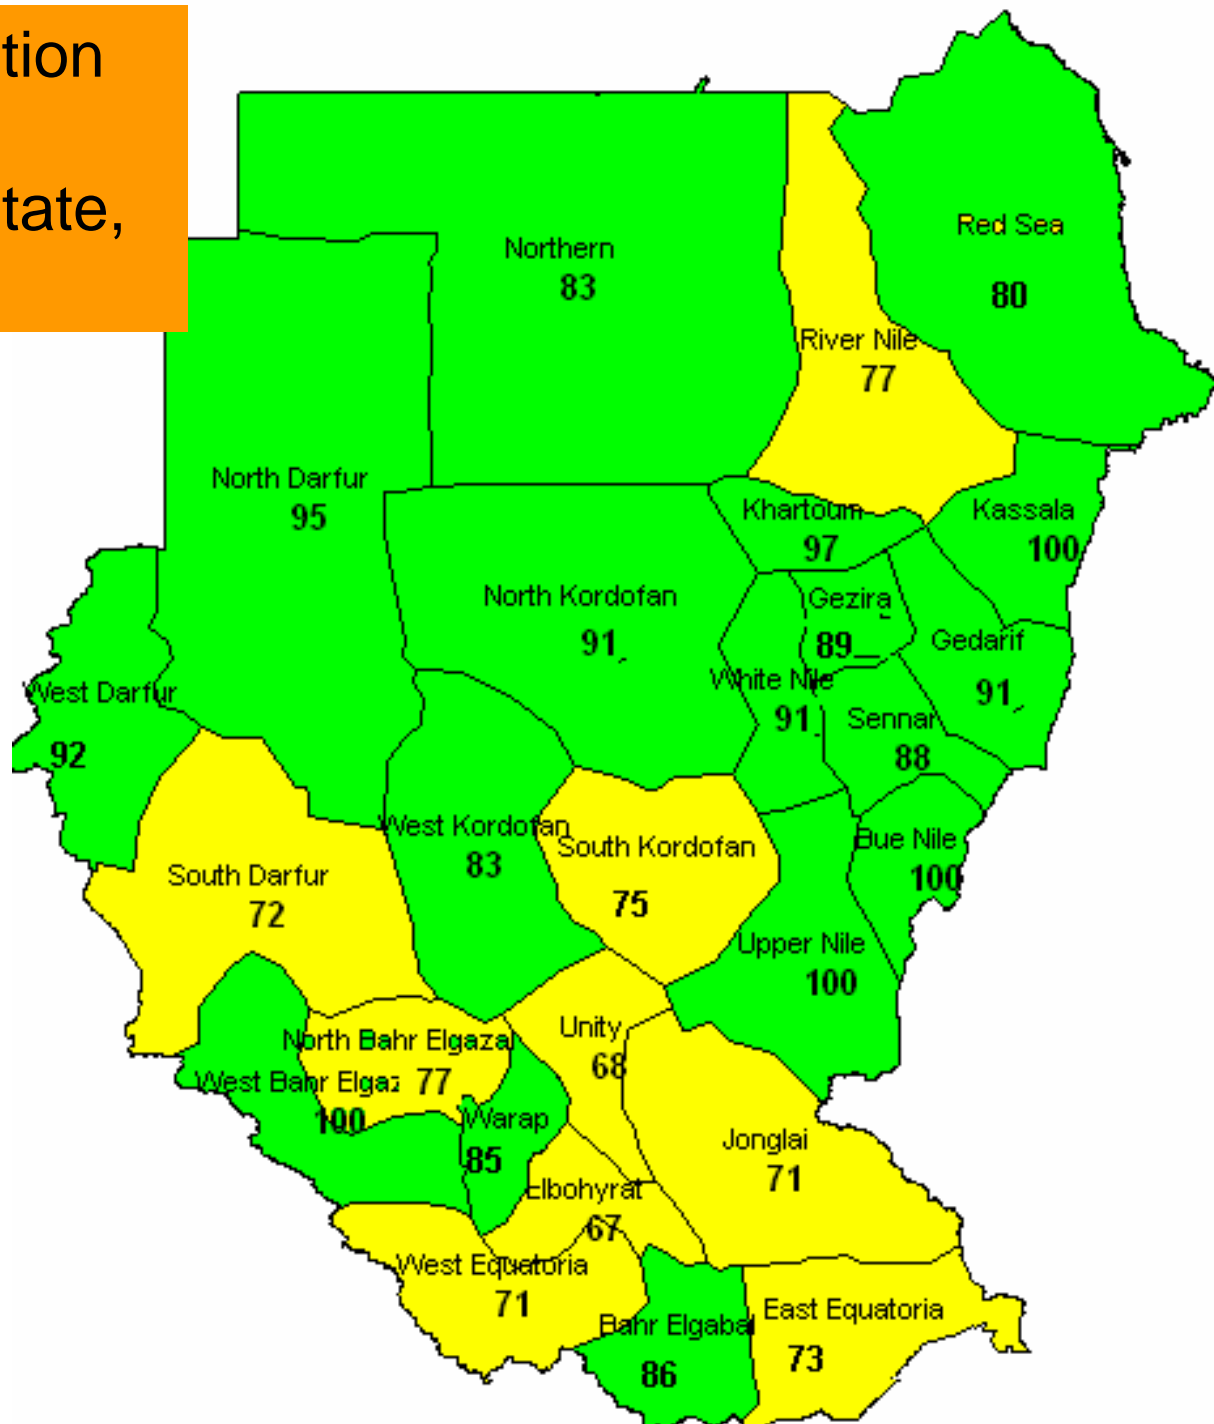 tion
tate,
Red Sea
80
Northern
83
River Nile
77
North Darfur
95
Khartoum
97
Kassala
100
North Kordofan
91
Gezira
89
Gedarif
91
White Nile
91
West Darfur
92
Sennar
88
West Kordofan
83
South Kordofan
75
Bue Nile
100
South Darfur
72
Upper Nile
100
Unity
68
North Bahr Elgazal
77
West Bahr Elgaz
100
Warap
85
Jonglai
71
Elbohyrat
67
West Equatoria
71
Bahr Elgabal
86
East Equatoria
73